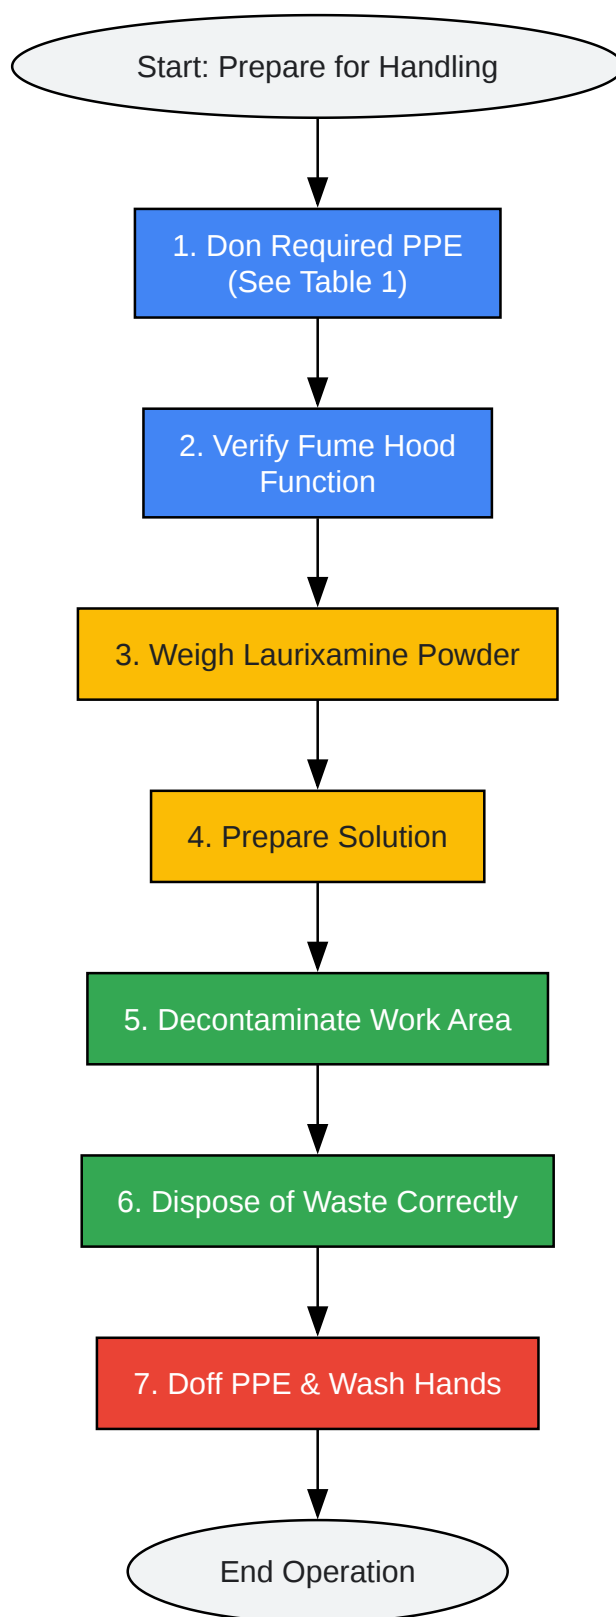 Start: Prepare for Handling
1. Don Required PPE
(See Table 1)
2. Verify Fume Hood
Function
3. Weigh Laurixamine Powder
4. Prepare Solution
5. Decontaminate Work Area
6. Dispose of Waste Correctly
7. Doff PPE & Wash Hands
End Operation